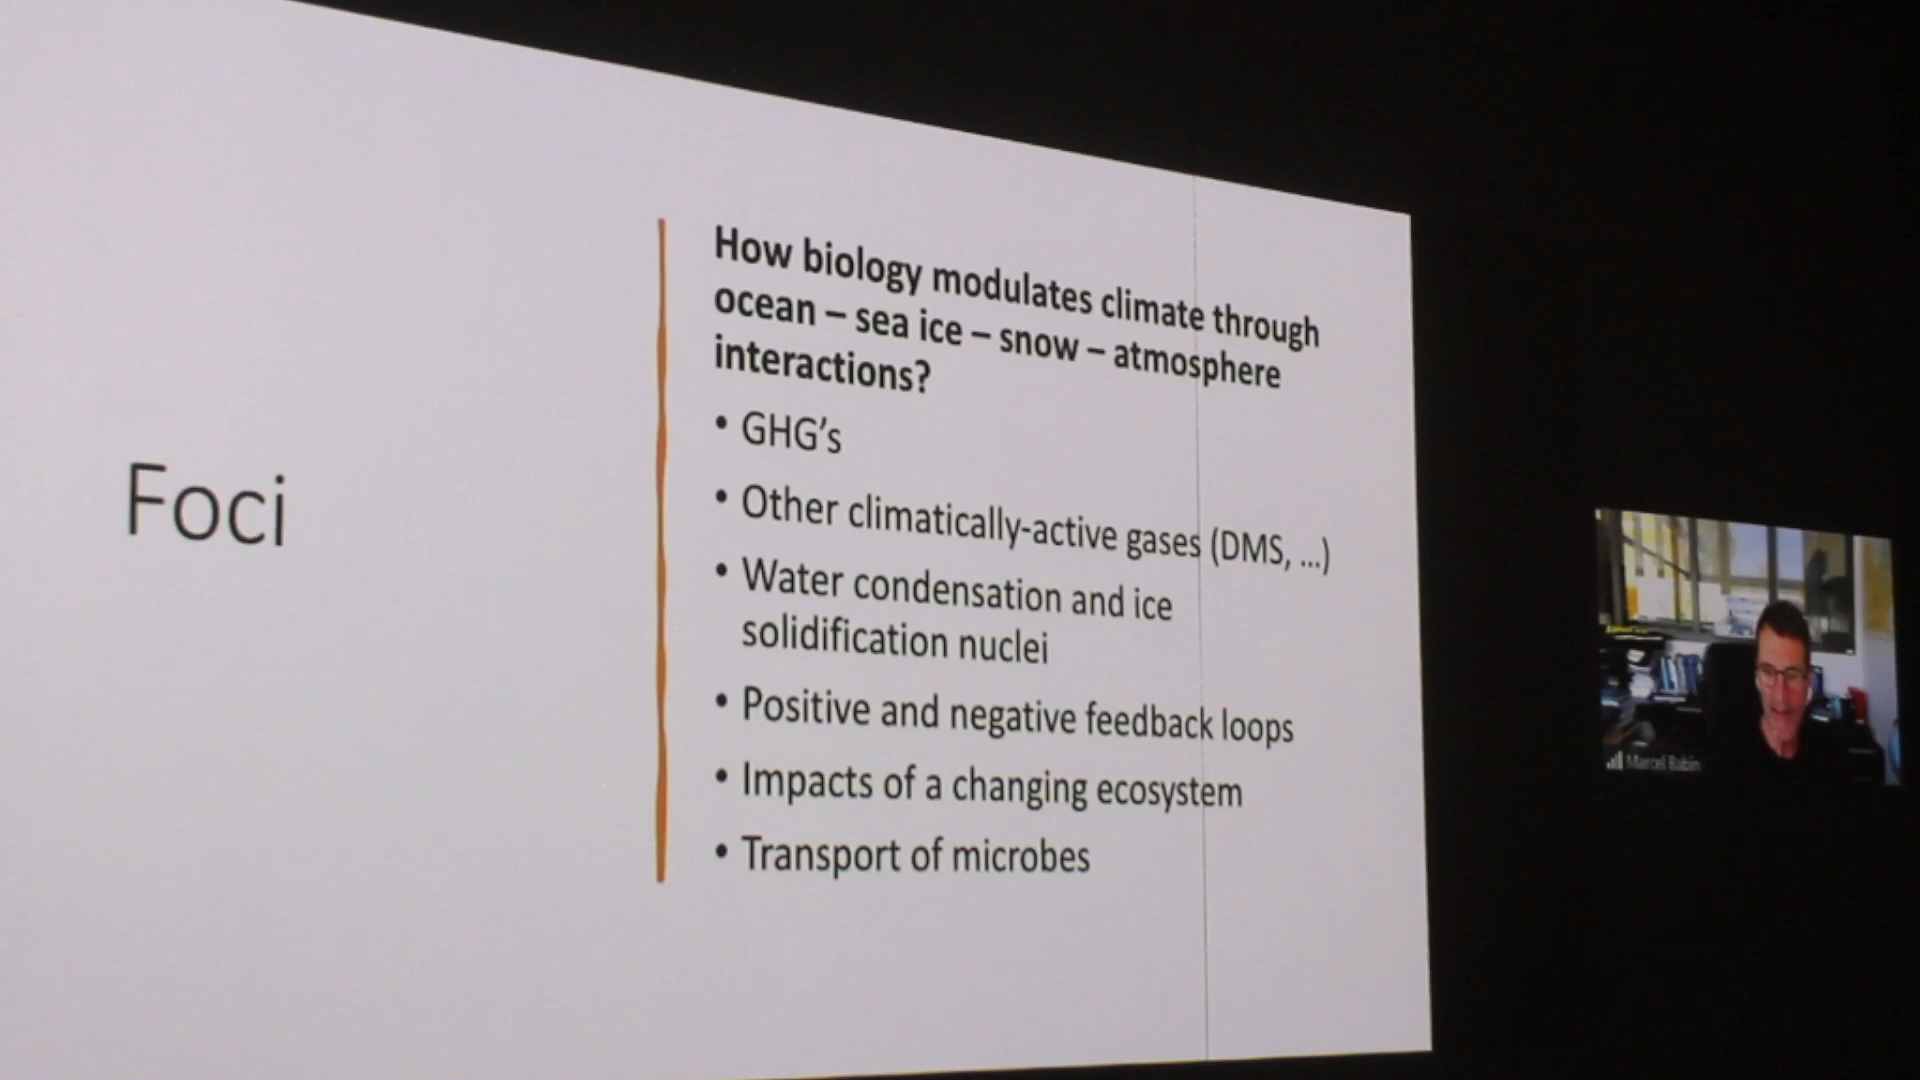 Foci
How biology modulates climate through
ocean – sea ice – snow – atmosphere
interactions?
• GHG’s
• Other climatically-active gases (DMS, ...)
• Water condensation and ice
solidification nuclei
• Positive and negative feedback loops
• Impacts of a changing ecosystem
• Transport of microbes
Marcel Babin